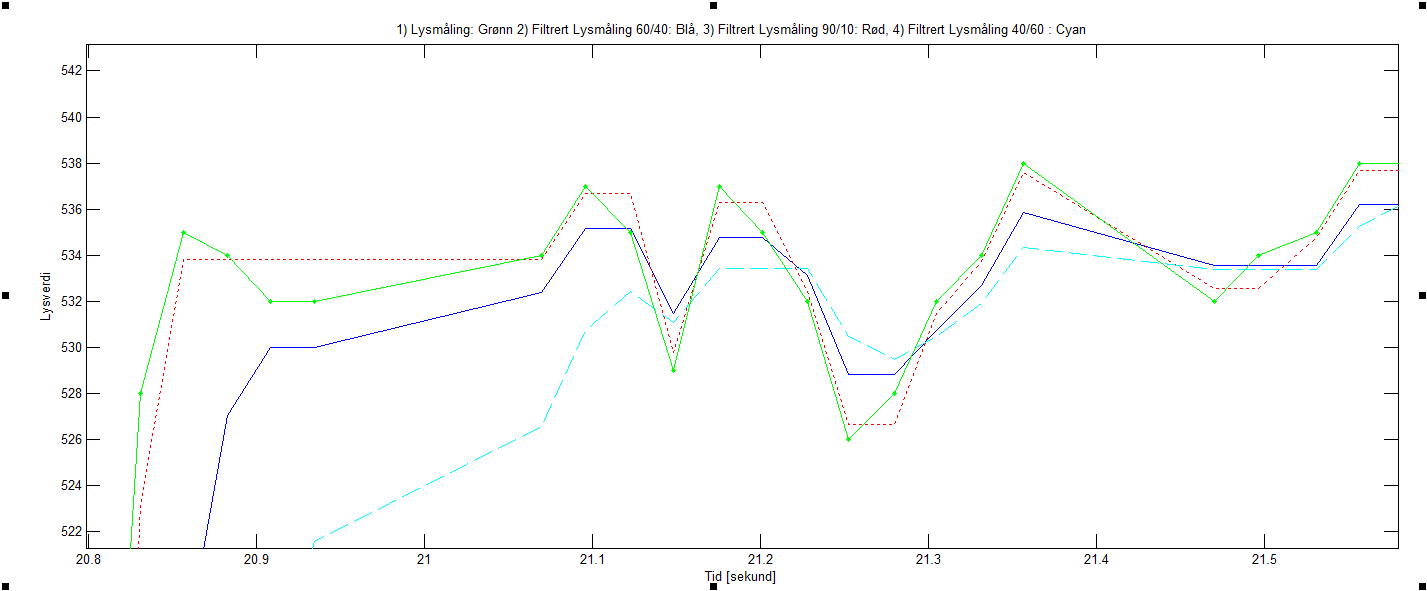 1) Lysmåling: Grønn 2) Filtrert Lysmåling 60/40: Blå, 3) Filtrert Lysmåling 90/10: Rød, 4) Filtrert Lysmåling 40/60 : Cyan
542
540
538
536
534
532
530
528
526
524
522
Lysverdi
20.8 20.9 21 21.1 21.2 21.3 21.4 21.5
Tid [sekund]